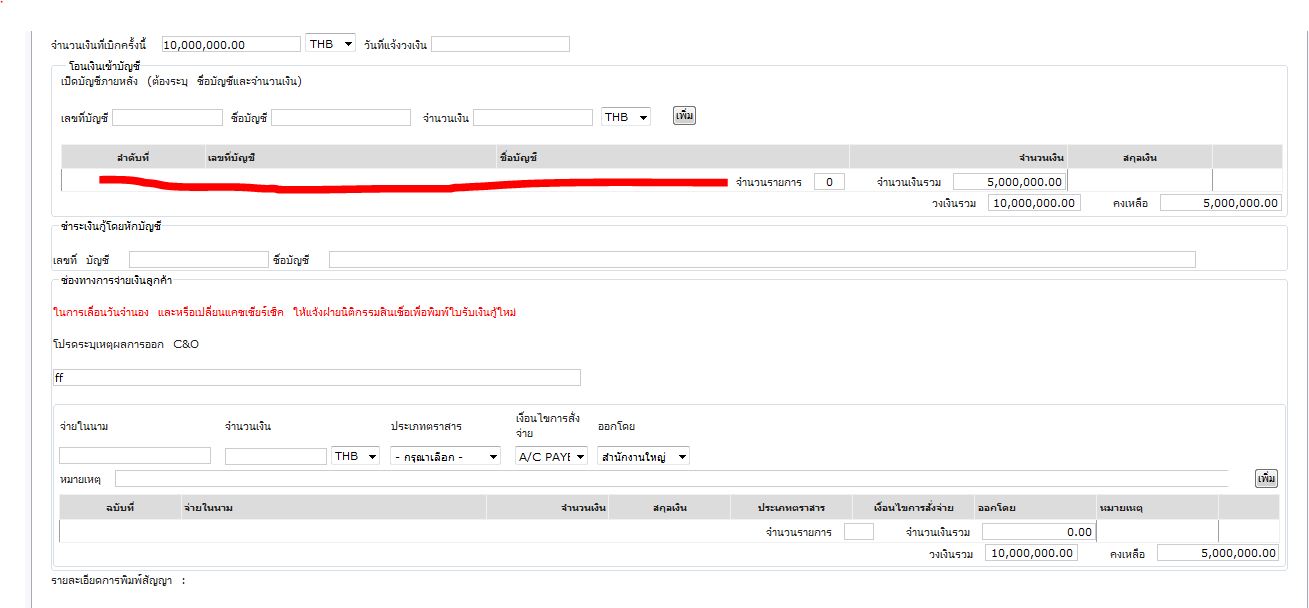 จำนวนเงินที่เบิกครั้งนี้ 10,000,000.00 THB วันที่แจ้งวงเงิน
โอนเงินเข้าบัญชี
เปิดบัญชีภายหลัง (ต้องระบุ ชื่อบัญชีและจำนวนเงิน)
เลขที่บัญชี ชื่อบัญชี จำนวนเงิน THB เพิ่ม
ลำดับที่ เลขที่บัญชี ชื่อบัญชี จำนวนเงิน สกุลเงิน
จำนวนรายการ 0 จำนวนเงินรวม 5,000,000.00
วงเงินรวม 10,000,000.00 คงเหลือ 5,000,000.00
ชำระเงินกู้โดยหักบัญชี
เลขที่ บัญชี ชื่อบัญชี
ช่องทางการจ่ายเงินลูกค้า
ในการเลื่อนวันจำนอง และหรือเปลี่ยนแคชเชียร์เช็ค ให้แจ้งฝ่ายนิติกรรมสินเชื่อเพื่อพิมพ์ใบรับเงินกู้ใหม่
โปรดระบุเหตุผลการออก C&O
ff
จ่ายในนาม จำนวนเงิน ประเภทตราสาร เงื่อนไขการสั่งจ่าย ออกโดย
THB - กรุณาเลือก - A/C PAYE สำนักงานใหญ่
หมายเหตุ เพิ่ม
ฉบับที่ จ่ายในนาม จำนวนเงิน สกุลเงิน ประเภทตราสาร เงื่อนไขการสั่งจ่าย ออกโดย หมายเหตุ
จำนวนรายการ จำนวนเงินรวม 0.00
วงเงินรวม 10,000,000.00 คงเหลือ 5,000,000.00
รายละเอียดการพิมพ์สัญญา :